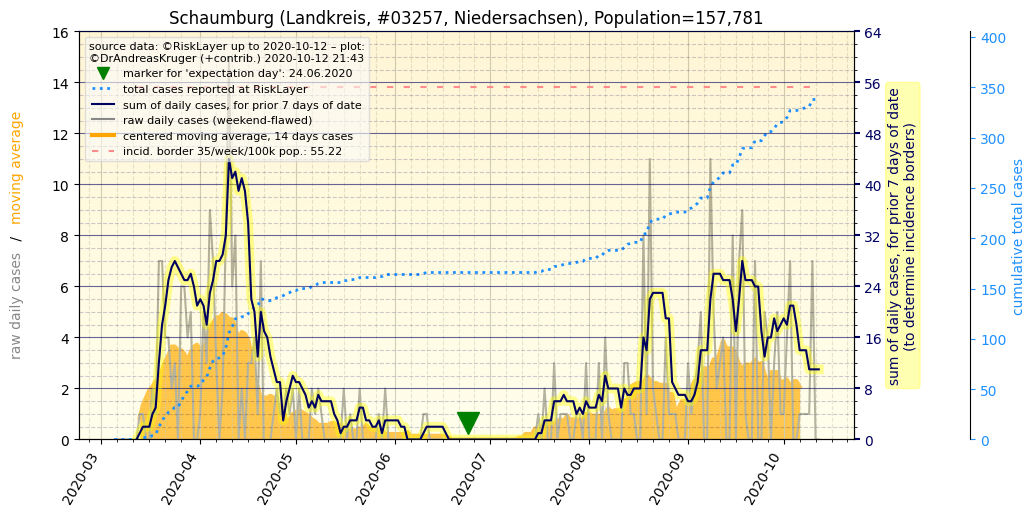 Schaumburg (Landkreis, #03257, Niedersachsen), Population=157,781
source data: ©RiskLayer up to 2020-10-12 – plot:
©DrAndreasKruger (+contrib.) 2020-10-12 21:43
marker for 'expectation day': 24.06.2020
total cases reported at RiskLayer
sum of daily cases, for prior 7 days of date
raw daily cases (weekend-flawed)
centered moving average, 14 days cases
incid. border 35/week/100k pop.: 55.22
raw daily cases / moving average
16
14
12
10
8
6
4
2
0
64
56
48
40
32
24
16
8
0
sum of daily cases, for prior 7 days of date
(to determine incidence borders)
400
350
300
250
200
150
100
50
0
cumulative total cases
2020-03
2020-04
2020-05
2020-06
2020-07
2020-08
2020-09
2020-10